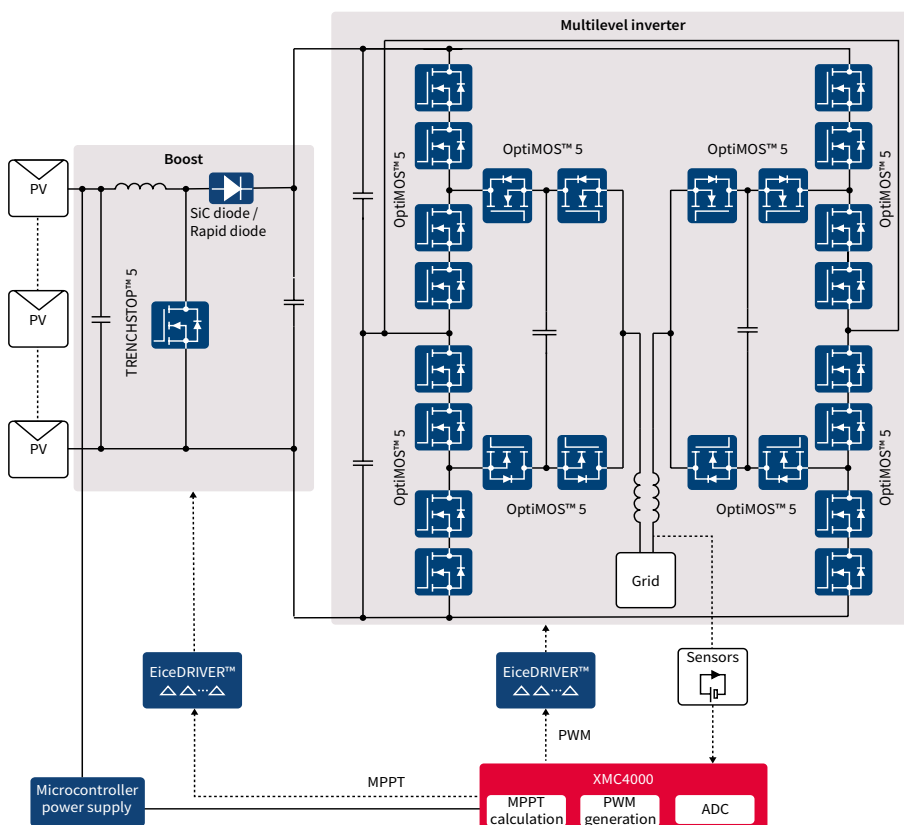 Multilevel inverter
Boost
PV
PV
PV
SiC diode /
Rapid diode
TRENCHSTOP™ 5
OptiMOS™ 5
OptiMOS™ 5
OptiMOS™ 5
OptiMOS™ 5
OptiMOS™ 5
OptiMOS™ 5
OptiMOS™ 5
OptiMOS™ 5
Grid
EiceDRIVER™
EiceDRIVER™
Sensors
PWM
MPPT
Microcontroller
power supply
XMC4000
MPPT
calculation
PWM
generation
ADC